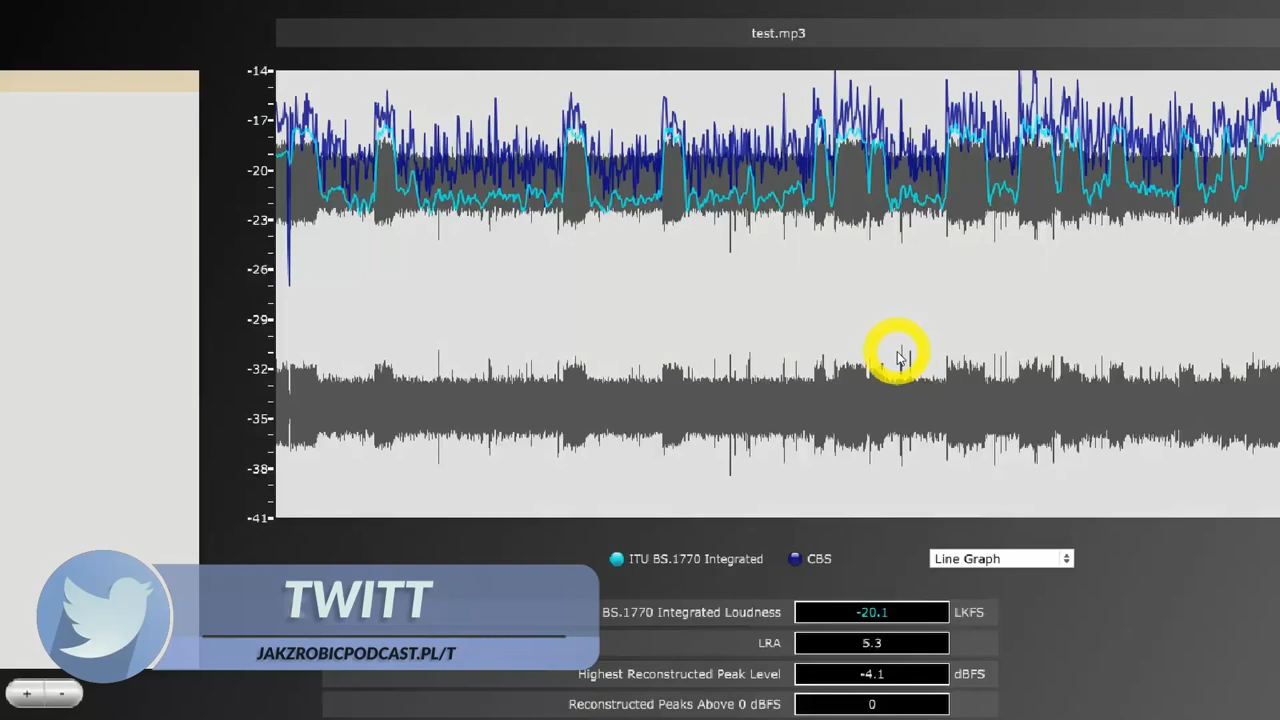 test.mp3
-14
-17
-20
-23
-26
-29
-32
-35
-38
-41
ITU BS.1770 Integrated
CBS
Line Graph
BS.1770 Integrated Loudness -20.1 LKFS
LRA 5.3
Highest Reconstructed Peak Level -4.1 dBFS
Reconstructed Peaks Above 0 dBFS 0
TWITT
JAKZROBICPODCAST.PL/T
+ -